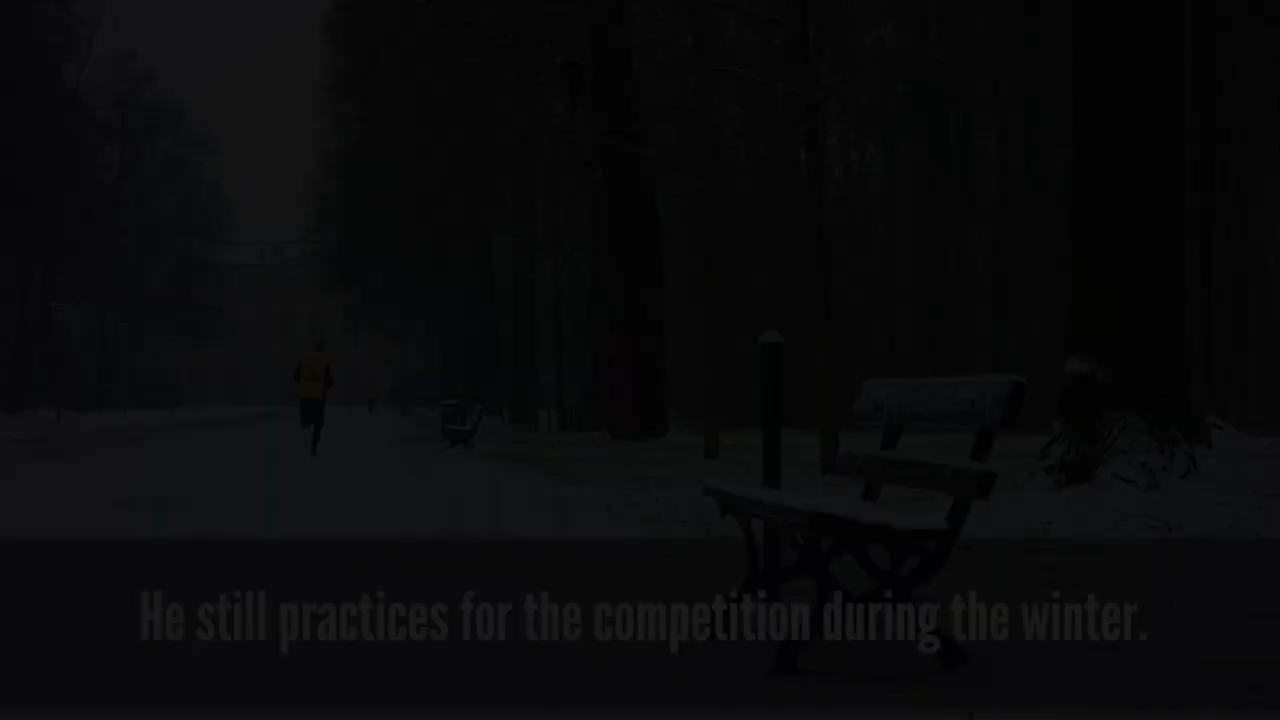 He still practices for the competition during the winter.